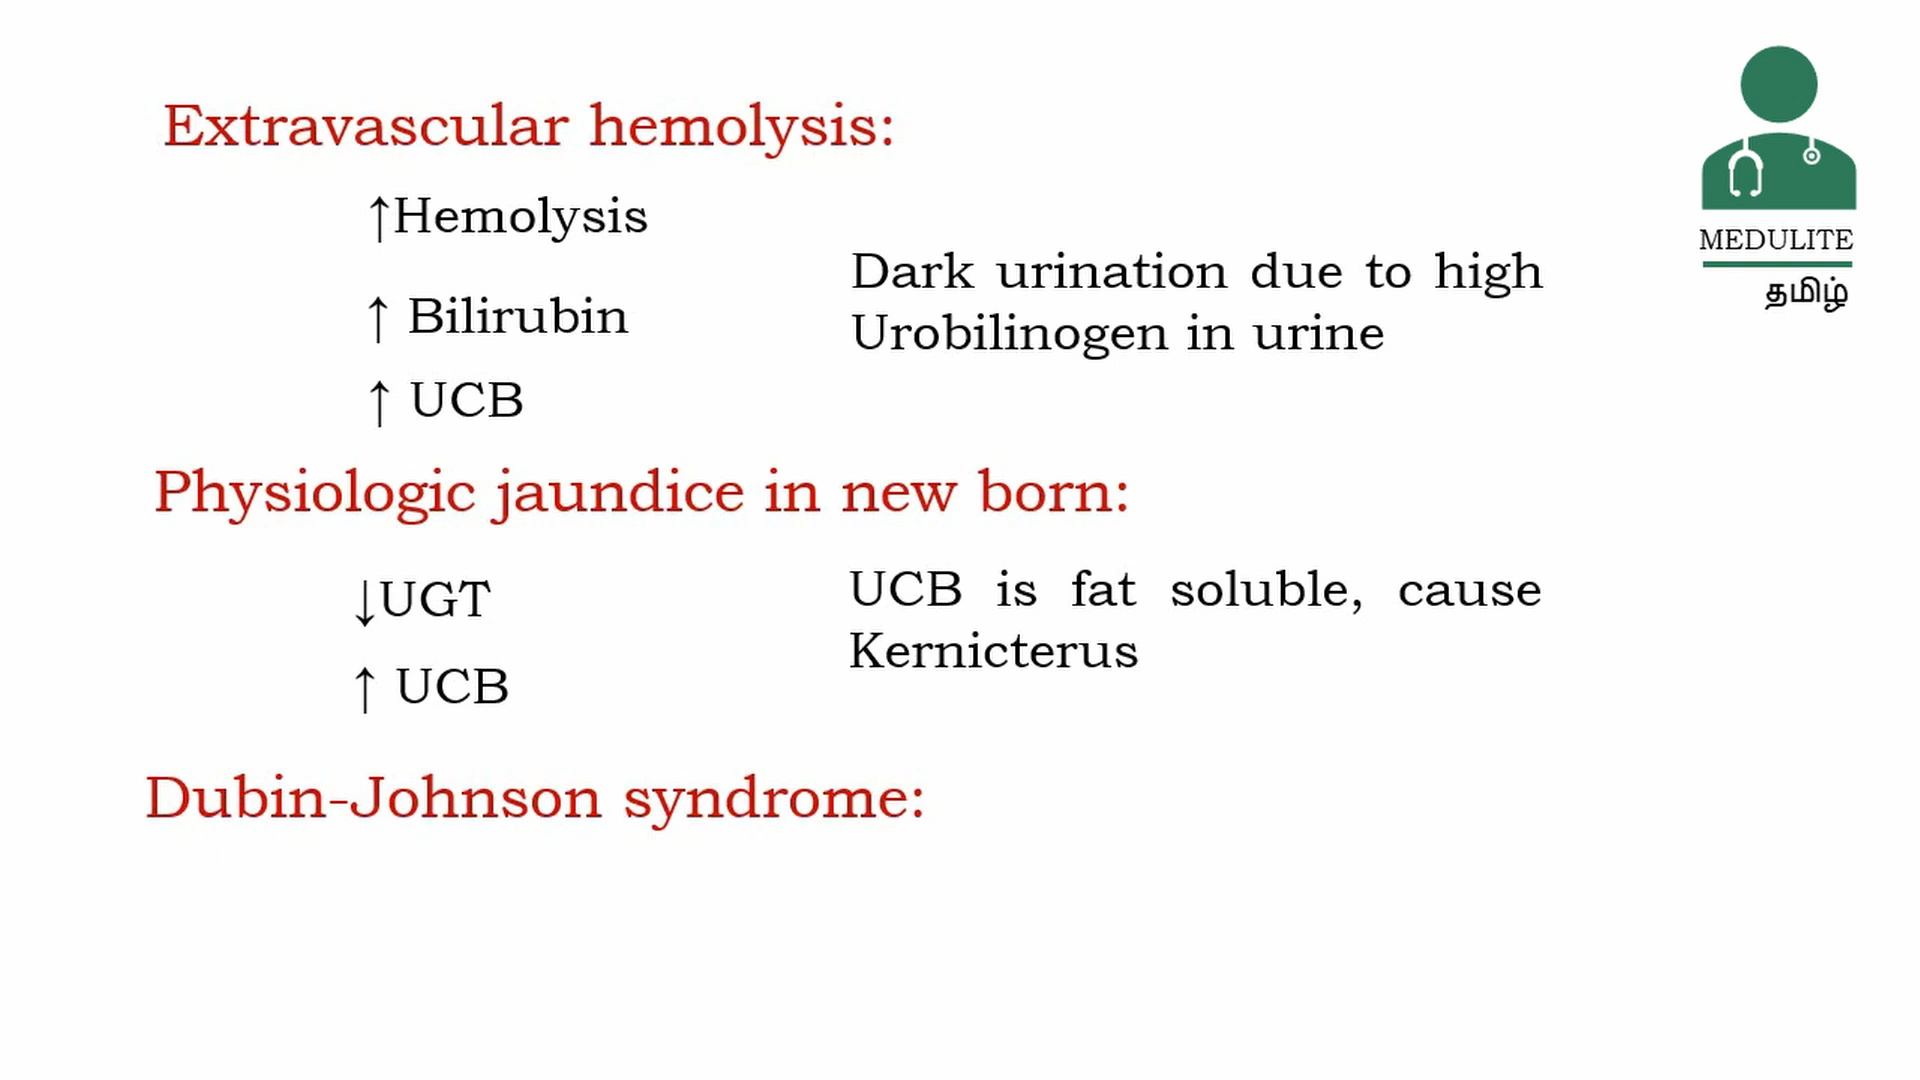 Extravascular hemolysis:
↑Hemolysis
↑ Bilirubin
↑ UCB
Dark urination due to high
Urobilinogen in urine
Physiologic jaundice in new born:
↓UGT
↑ UCB
UCB is fat soluble, cause
Kernicterus
Dubin-Johnson syndrome:
MEDULITE
தமிழ்